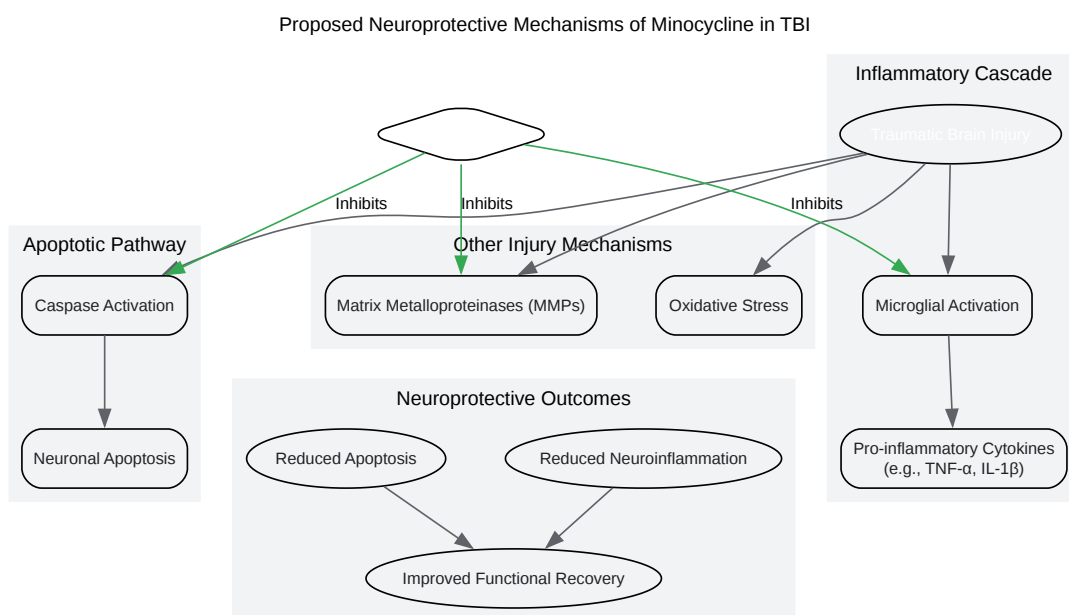 Proposed Neuroprotective Mechanisms of Minocycline in TBI
Inflammatory Cascade
Traumatic Brain Injury
Inhibits
Inhibits
Inhibits
Apoptotic Pathway
Other Injury Mechanisms
Caspase Activation
Matrix Metalloproteinases (MMPs)
Oxidative Stress
Microglial Activation
Neuroprotective Outcomes
Neuronal Apoptosis
Reduced Apoptosis
Reduced Neuroinflammation
Pro-inflammatory Cytokines
(e.g., TNF-α, IL-1β)
Improved Functional Recovery